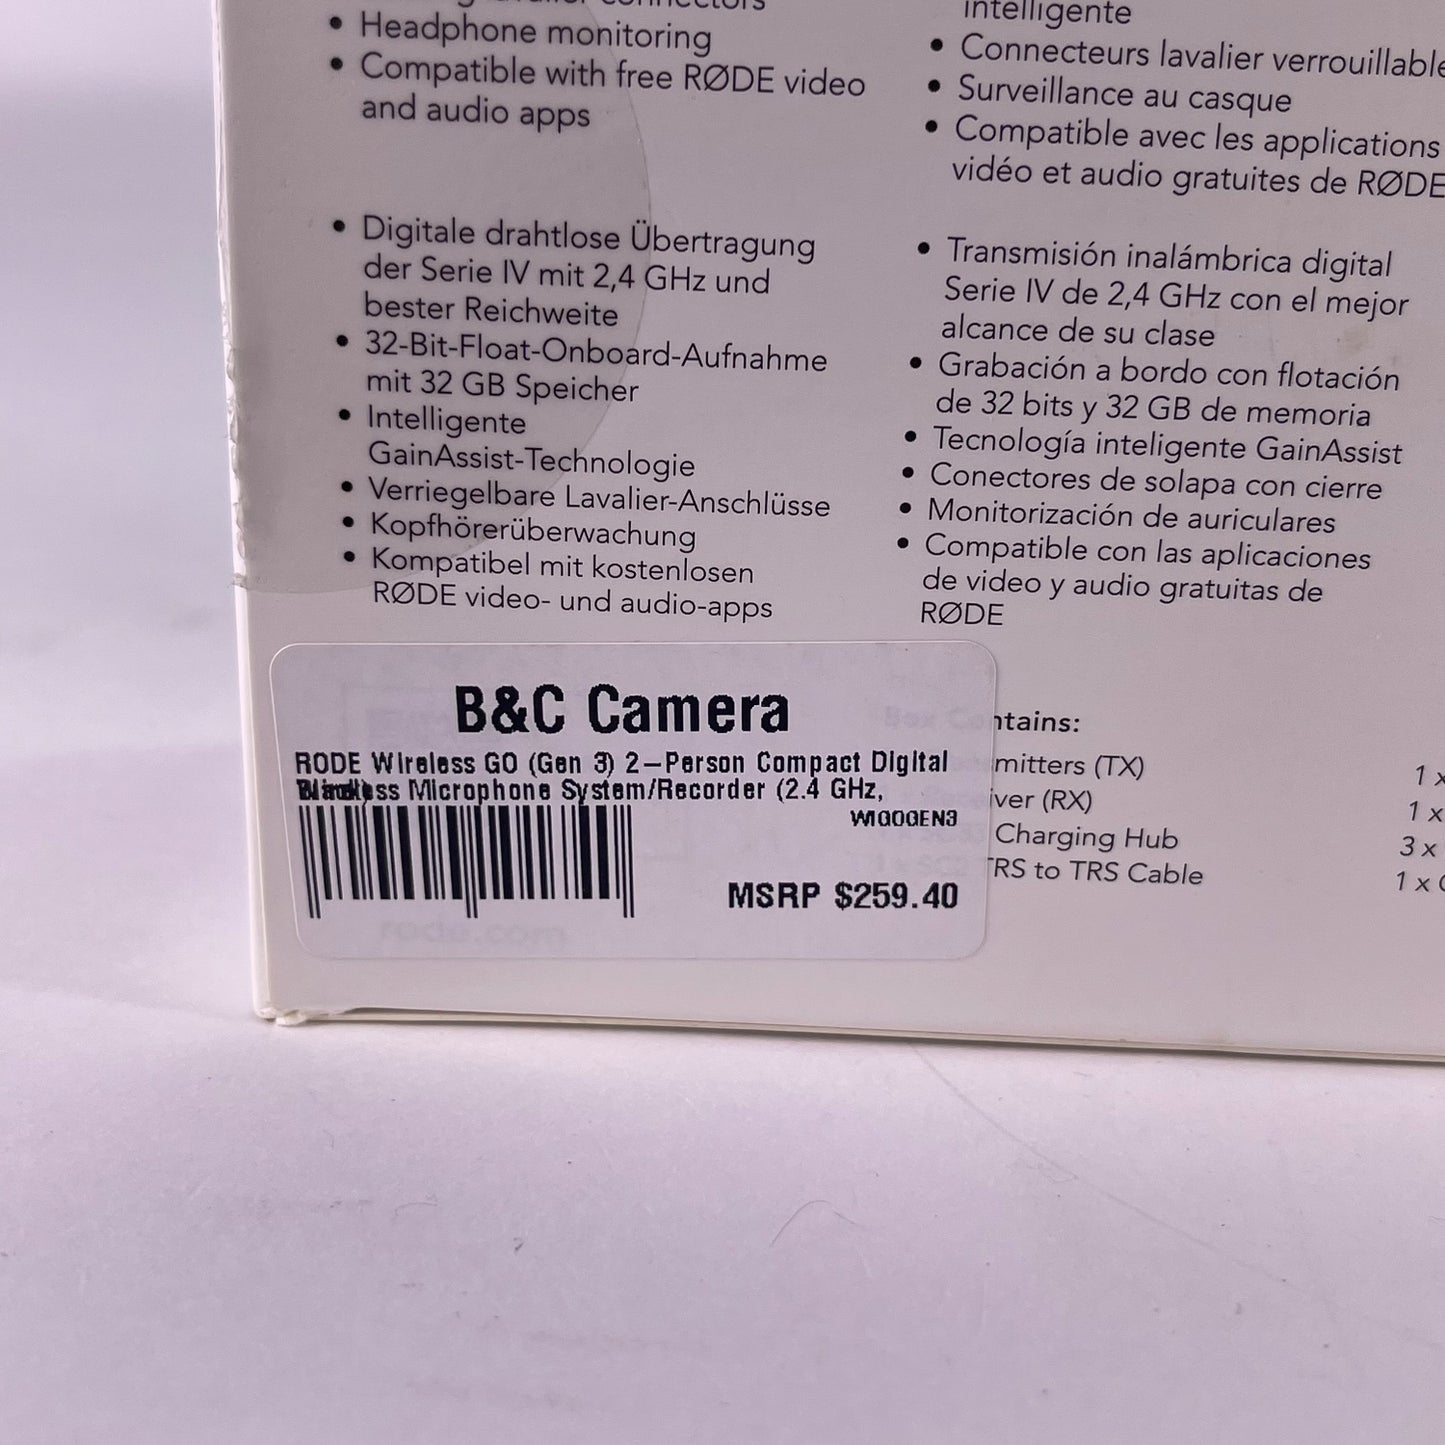 connectors
• Headphone monitoring
• Compatible with free RØDE video
and audio apps
intelligente
• Connecteurs lavalier verrouillable
• Surveillance au casque
• Compatible avec les applications
vidéo et audio gratuites de RØDE
• Digitale drahtlose Übertragung
der Serie IV mit 2,4 GHz und
bester Reichweite
• 32-Bit-Float-Onboard-Aufnahme
mit 32 GB Speicher
• Intelligente
GainAssist-Technologie
• Verriegelbare Lavalier-Anschlüsse
• Kopfhörerüberwachung
• Kompatibel mit kostenlosen
RØDE video- und audio-apps
• Transmisión inalámbrica digital
Serie IV de 2,4 GHz con el mejor
alcance de su clase
• Grabación a bordo con flotación
de 32 bits y 32 GB de memoria
• Tecnología inteligente GainAssist
• Conectores de solapa con cierre
• Monitorización de auriculares
• Compatible con las aplicaciones
de video y audio gratuitas de
RØDE
B&C Camera
RODE Wireless GO (Gen 3) 2-Person Compact Digital
Microphone System/Recorder (2.4 GHz,
WIGOGEN3
MSRP $259.40
rode.com
Box Contains:
mitters (TX)
iver (RX)
Charging Hub
TRS to TRS Cable
1 x
1 x
3 x
1 x